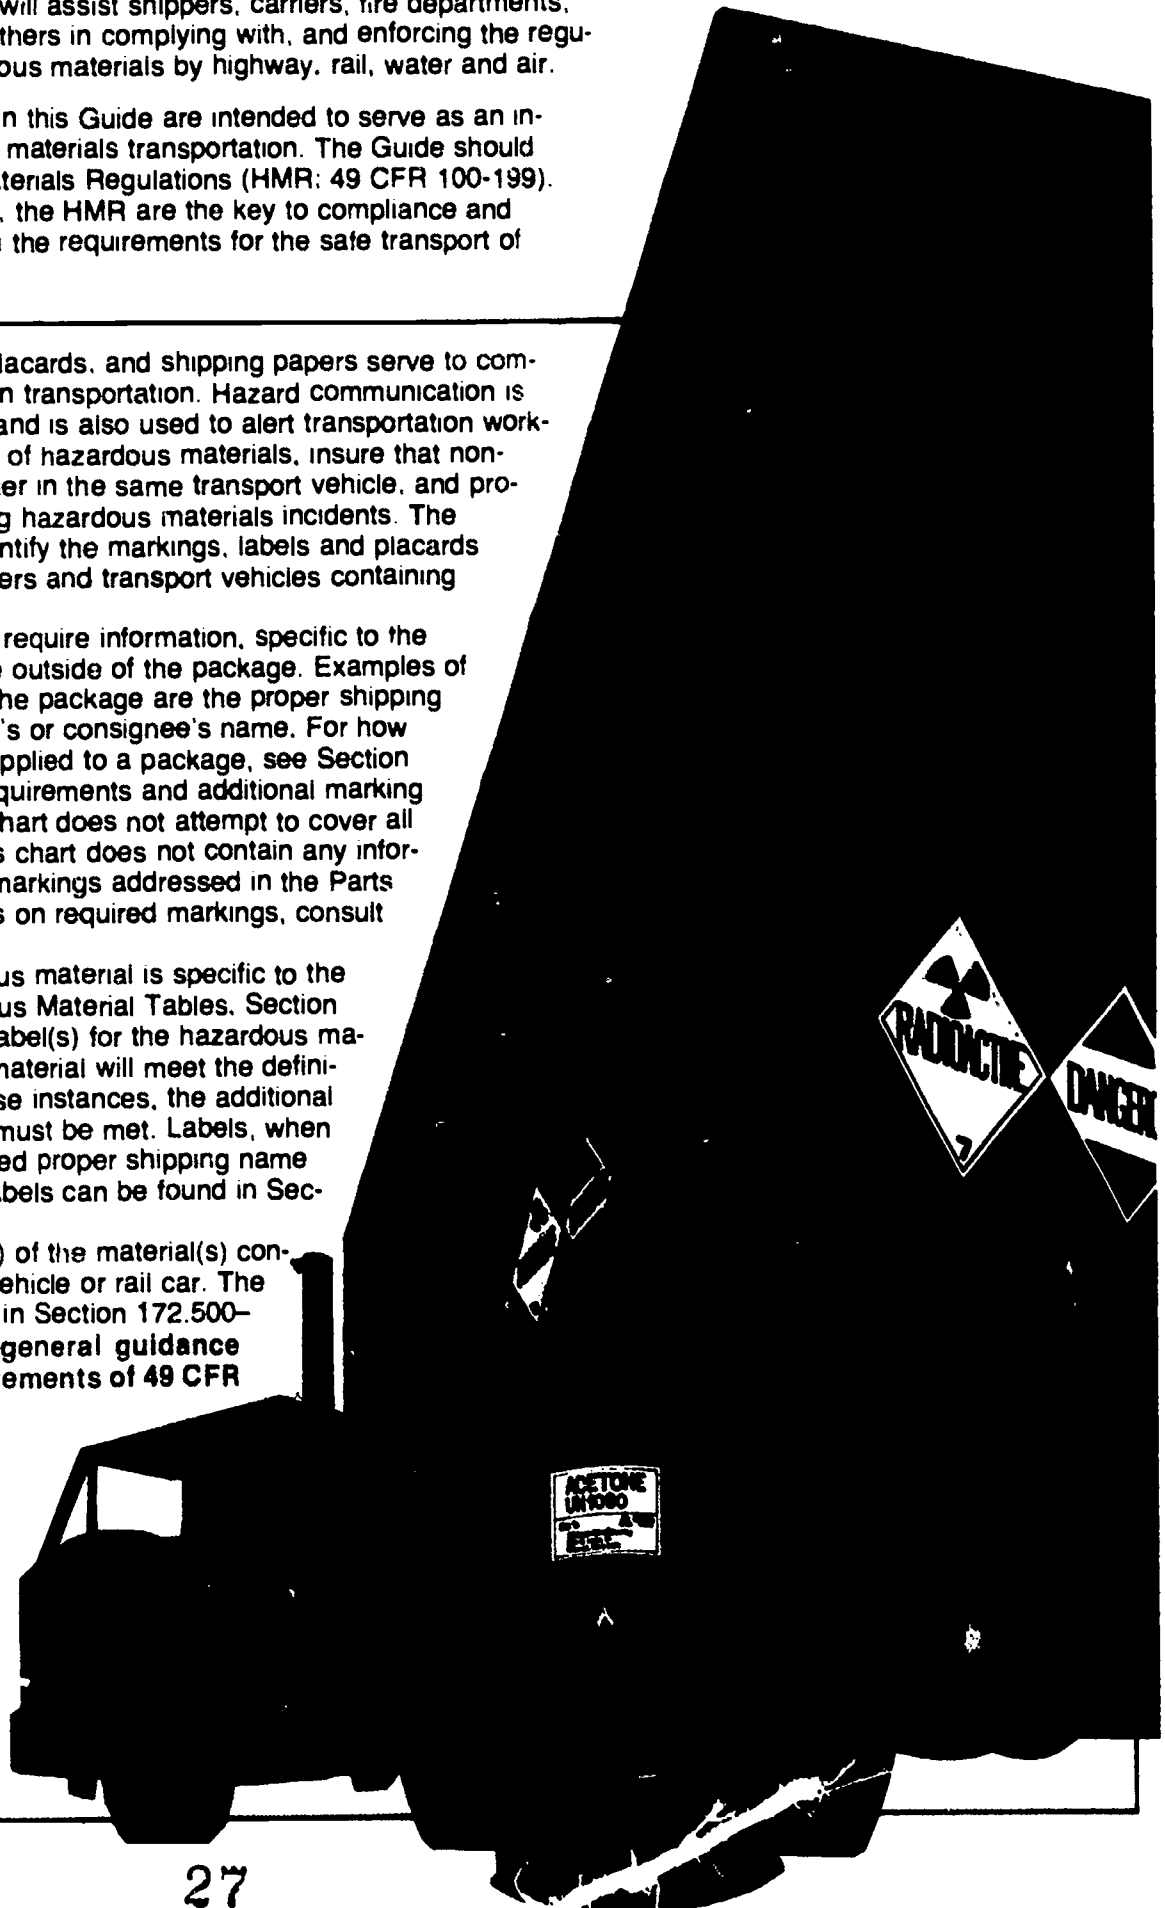 will assist shippers, carriers, fire departments,
thers in complying with, and enforcing the regu-
ous materials by highway, rail, water and air.
n this Guide are intended to serve as an in-
materials transportation. The Guide should
terials Regulations (HMR: 49 CFR 100-199).
, the HMR are the key to compliance and
the requirements for the safe transport of
lacards, and shipping papers serve to com-
n transportation. Hazard communication is
and is also used to alert transportation work-
of hazardous materials, insure that non-
er in the same transport vehicle, and pro-
g hazardous materials incidents. The
ntify the markings, labels and placards
ers and transport vehicles containing
require information, specific to the
outside of the package. Examples of
he package are the proper shipping
's or consignee's name. For how
pplied to a package, see Section
quirements and additional marking
hart does not attempt to cover all
s chart does not contain any infor-
narkings addressed in the Parts
s on required markings, consult
us material is specific to the
us Material Tables, Section
abel(s) for the hazardous ma-
naterial will meet the defini-
se instances, the additional
must be met. Labels, when
ed proper shipping name
abels can be found in Sec-
) of the material(s) con-
ehicle or rail car. The
in Section 172.500–
general guidance
ements of 49 CFR
RADIOACTIVE
7
DANGERO
ACETONE
UN1090
27